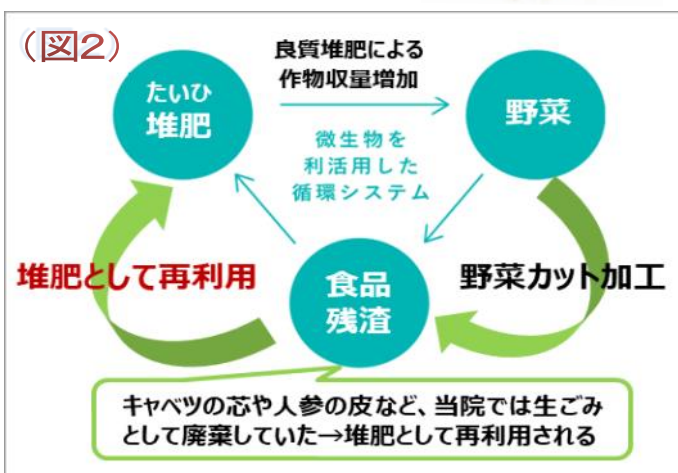 （図2）
良質堆肥による
作物収量増加
たいひ
堆肥
野菜
微生物を
利活用した
循環システム
堆肥として再利用
野菜カット加工
食品
残渣
キャベツの芯や人参の皮など、当院では生ごみ
として廃棄していた→堆肥として再利用される